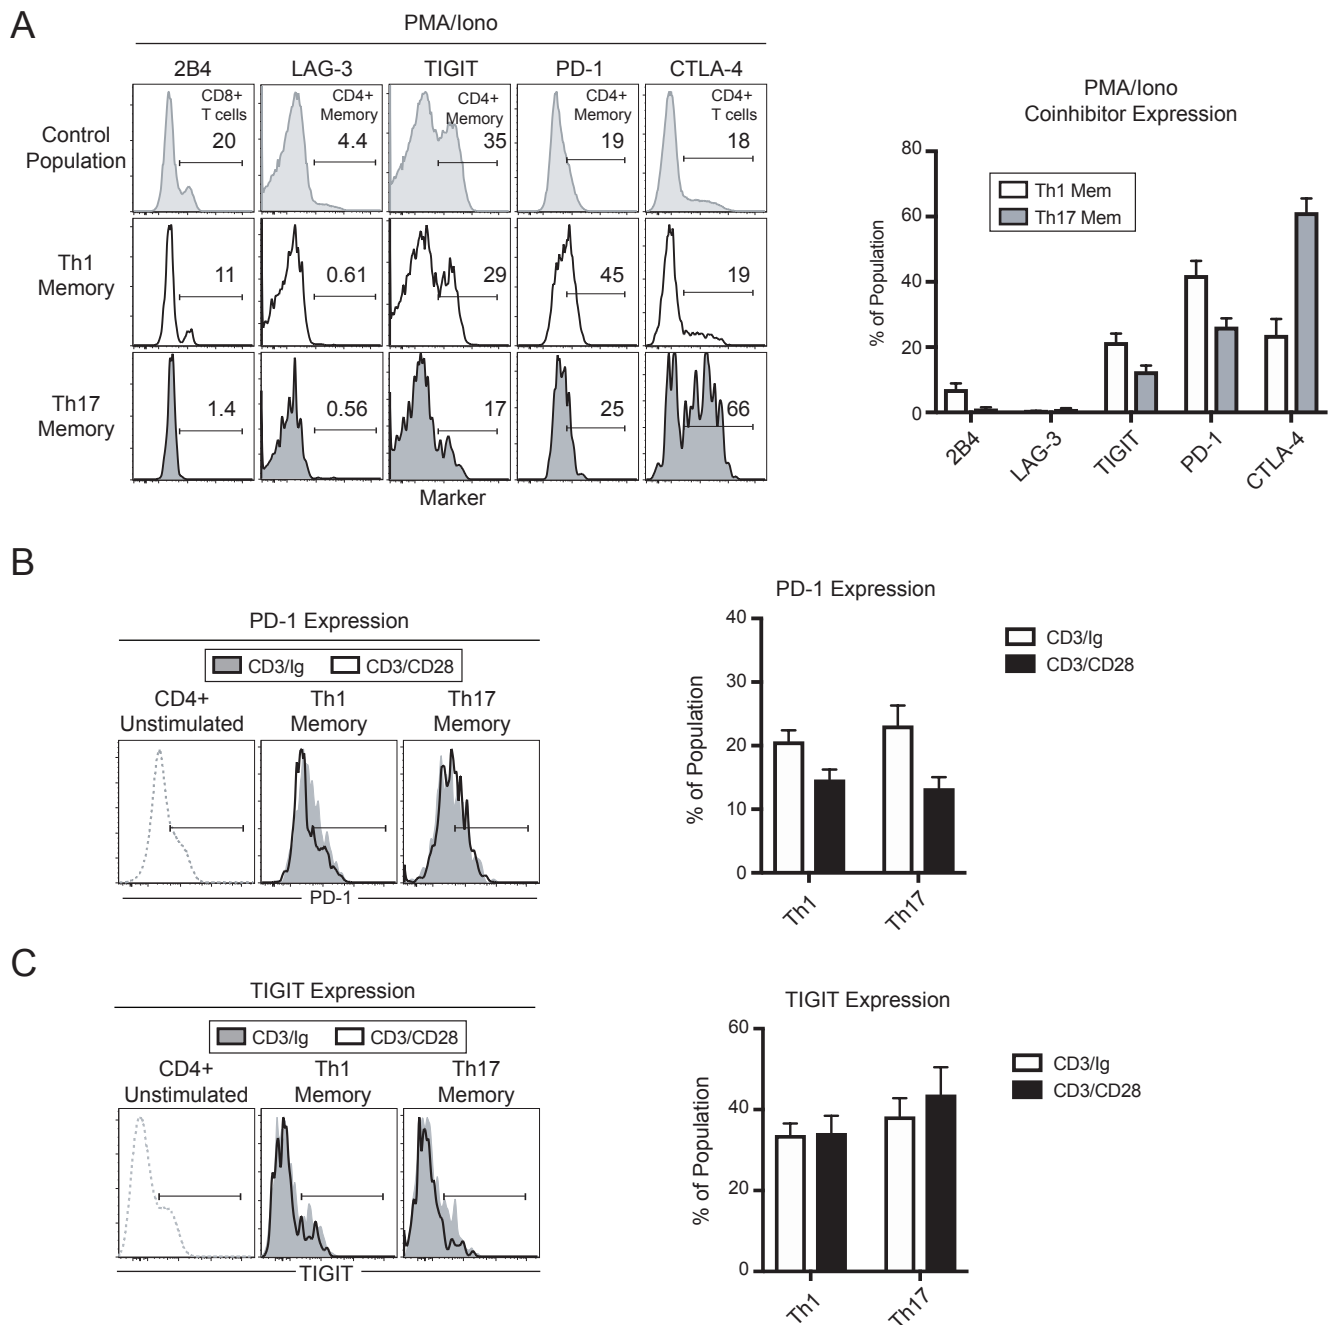 A
PMA/Iono
2B4 LAG-3 TIGIT PD-1 CTLA-4
Control
Population
CD8+
T cells
20
CD4+
Memory
4.4
CD4+
Memory
35
CD4+
Memory
19
CD4+
T cells
18
Th1
Memory
11 0.61 29 45 19
Th17
Memory
1.4 0.56 17 25 66
Marker
PMA/Iono
Coinhibitor Expression
% of Population
80
60
40
20
0
Th1 Mem
Th17 Mem
2B4 LAG-3 TIGIT PD-1 CTLA-4
B
PD-1 Expression
CD3/Ig CD3/CD28
CD4+
Unstimulated
Th1
Memory
Th17
Memory
PD-1
PD-1 Expression
% of Population
40
30
20
10
0
Th1 Th17
CD3/Ig
CD3/CD28
C
TIGIT Expression
CD3/Ig CD3/CD28
CD4+
Unstimulated
Th1
Memory
Th17
Memory
TIGIT
TIGIT Expression
% of Population
60
40
20
0
Th1 Th17
CD3/Ig
CD3/CD28